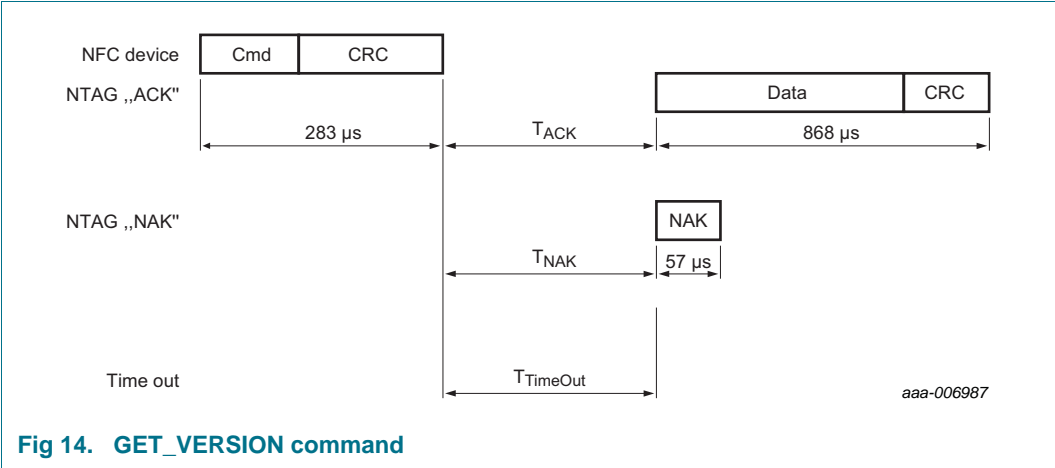 NFC device Cmd CRC
NTAG ,,ACK" Data CRC
283 µs TACK 868 µs
NTAG ,,NAK" NAK
TNAK 57 µs
Time out TTimeOut aaa-006987
Fig 14. GET_VERSION command